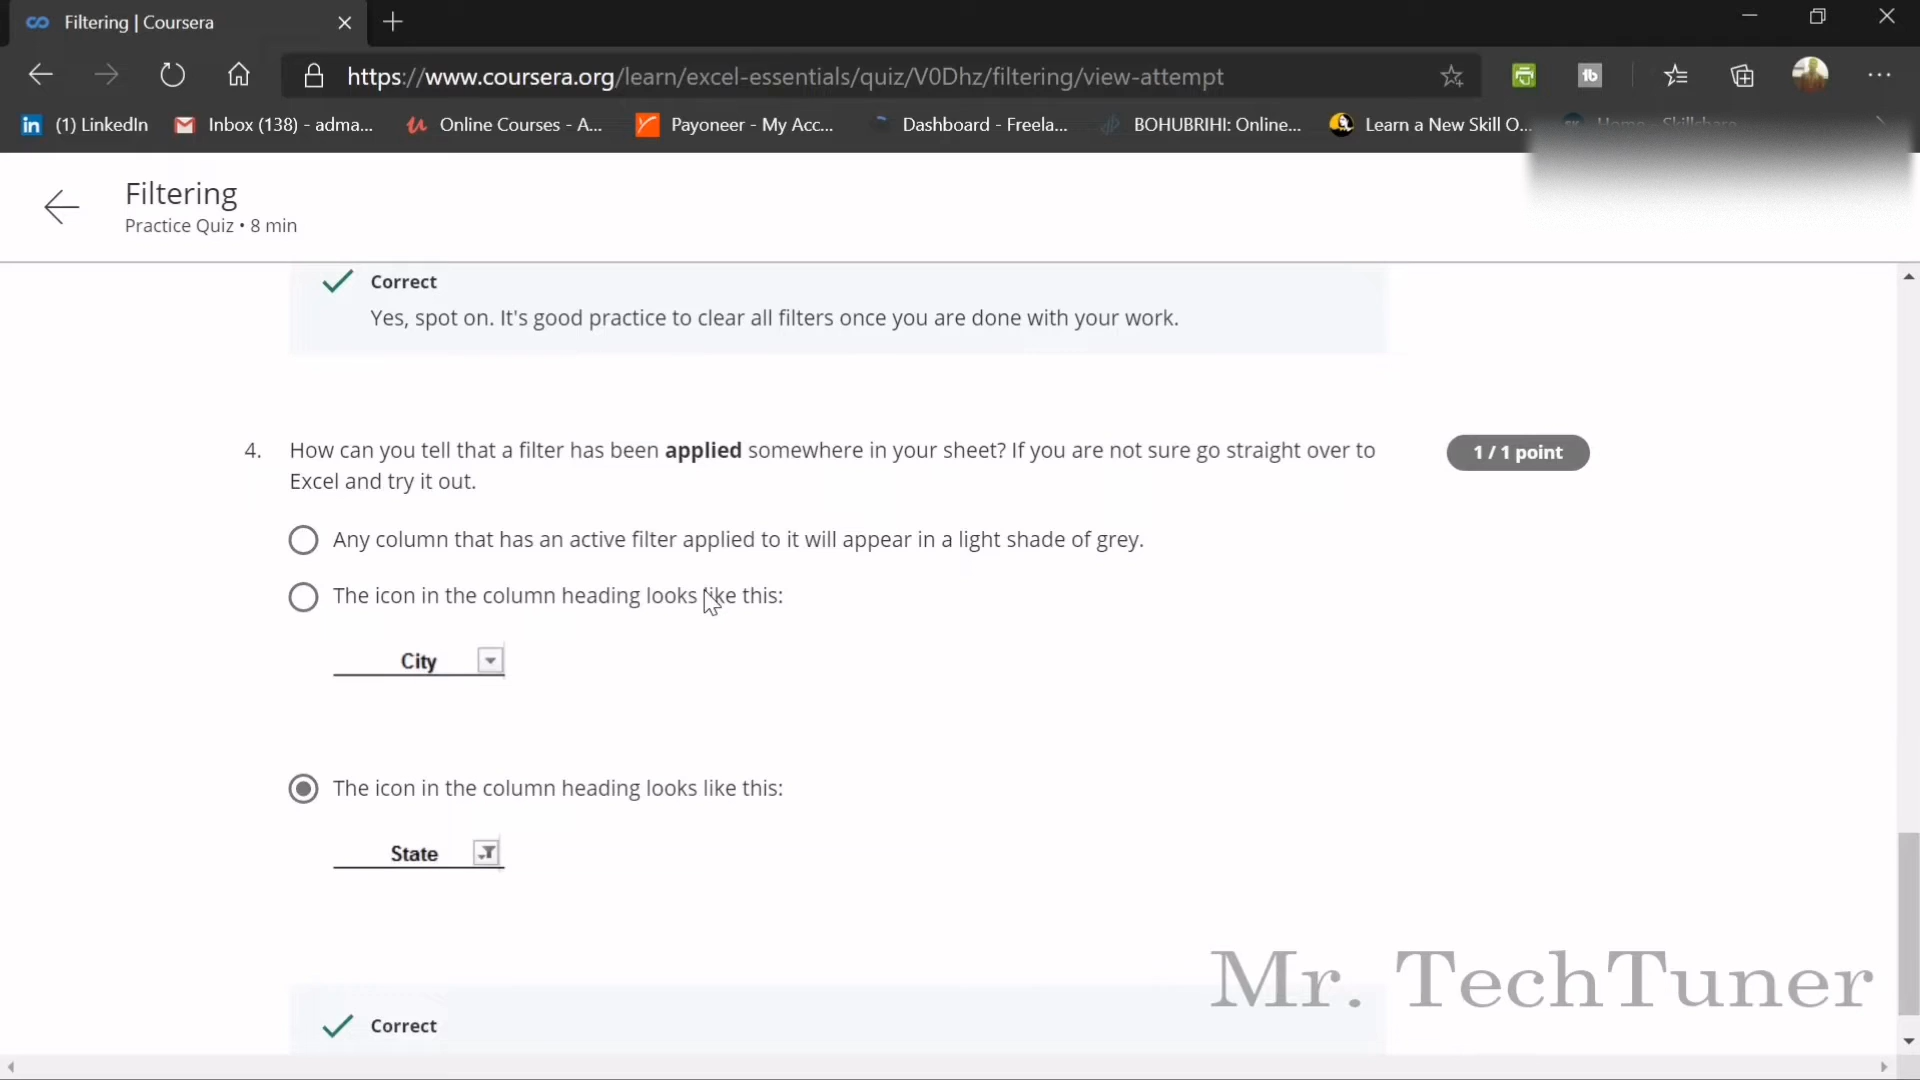 Filtering | Coursera
https://www.coursera.org/learn/excel-essentials/quiz/V0Dhz/filtering/view-attempt
in (1) LinkedIn Inbox (138) - adma... Online Courses - A... Payoneer - My Acc... Dashboard - Freela... BOHUBRIHI: Online... Learn a New Skill O... Home - Skillshare
Filtering
Practice Quiz • 8 min
Correct
Yes, spot on. It's good practice to clear all filters once you are done with your work.
4. How can you tell that a filter has been applied somewhere in your sheet? If you are not sure go straight over to
Excel and try it out.
1 / 1 point
Any column that has an active filter applied to it will appear in a light shade of grey.
The icon in the column heading looks like this:
City
The icon in the column heading looks like this:
State
Mr. TechTuner
Correct